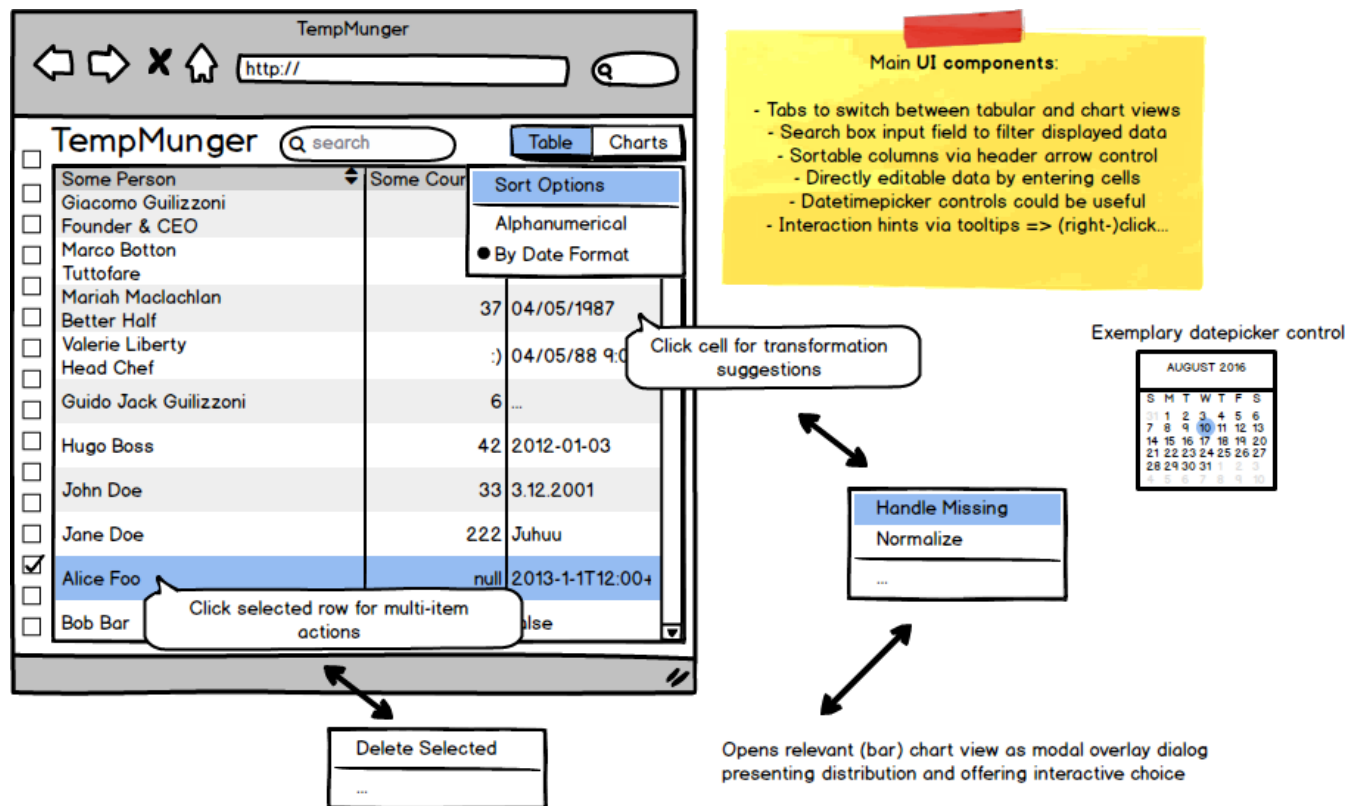 TempMunger
http://
TempMunger
search
Table Charts
Some Person Some Cour
Sort Options
Alphanumerical
By Date Format
Giacomo Guilizzoni
Founder & CEO
Marco Botton
Tuttofare
Mariah Maclachlan
Better Half
37 04/05/1987
Valerie Liberty
Head Chef
:) 04/05/88 9:0
Guido Jack Guilizzoni 6 ...
Hugo Boss 42 2012-01-03
John Doe 33 3.12.2001
Jane Doe 222 Juhuu
Alice Foo null 2013-1-1T12:00+
Bob Bar alse
Click cell for transformation
suggestions
Click selected row for multi-item
actions
Delete Selected
...
Main UI components:
- Tabs to switch between tabular and chart views
- Search box input field to filter displayed data
- Sortable columns via header arrow control
- Directly editable data by entering cells
- Datetimepicker controls could be useful
- Interaction hints via tooltips => (right-)click...
Exemplary datepicker control
AUGUST 2016
S M T W T F S
31 1 2 3 4 5 6
7 8 9 10 11 12 13
14 15 16 17 18 19 20
21 22 23 24 25 26 27
28 29 30 31 1 2 3
4 5 6 7 8 9 10
Handle Missing
Normalize
...
Opens relevant (bar) chart view as modal overlay dialog
presenting distribution and offering interactive choice